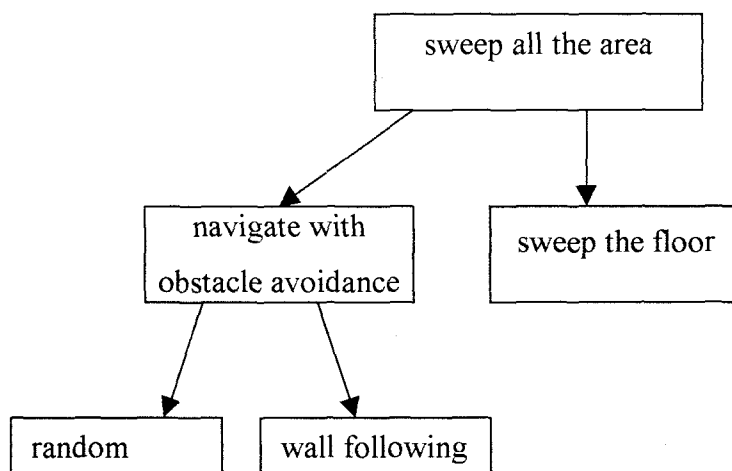 sweep all the area
navigate with
obstacle avoidance
sweep the floor
random
wall following